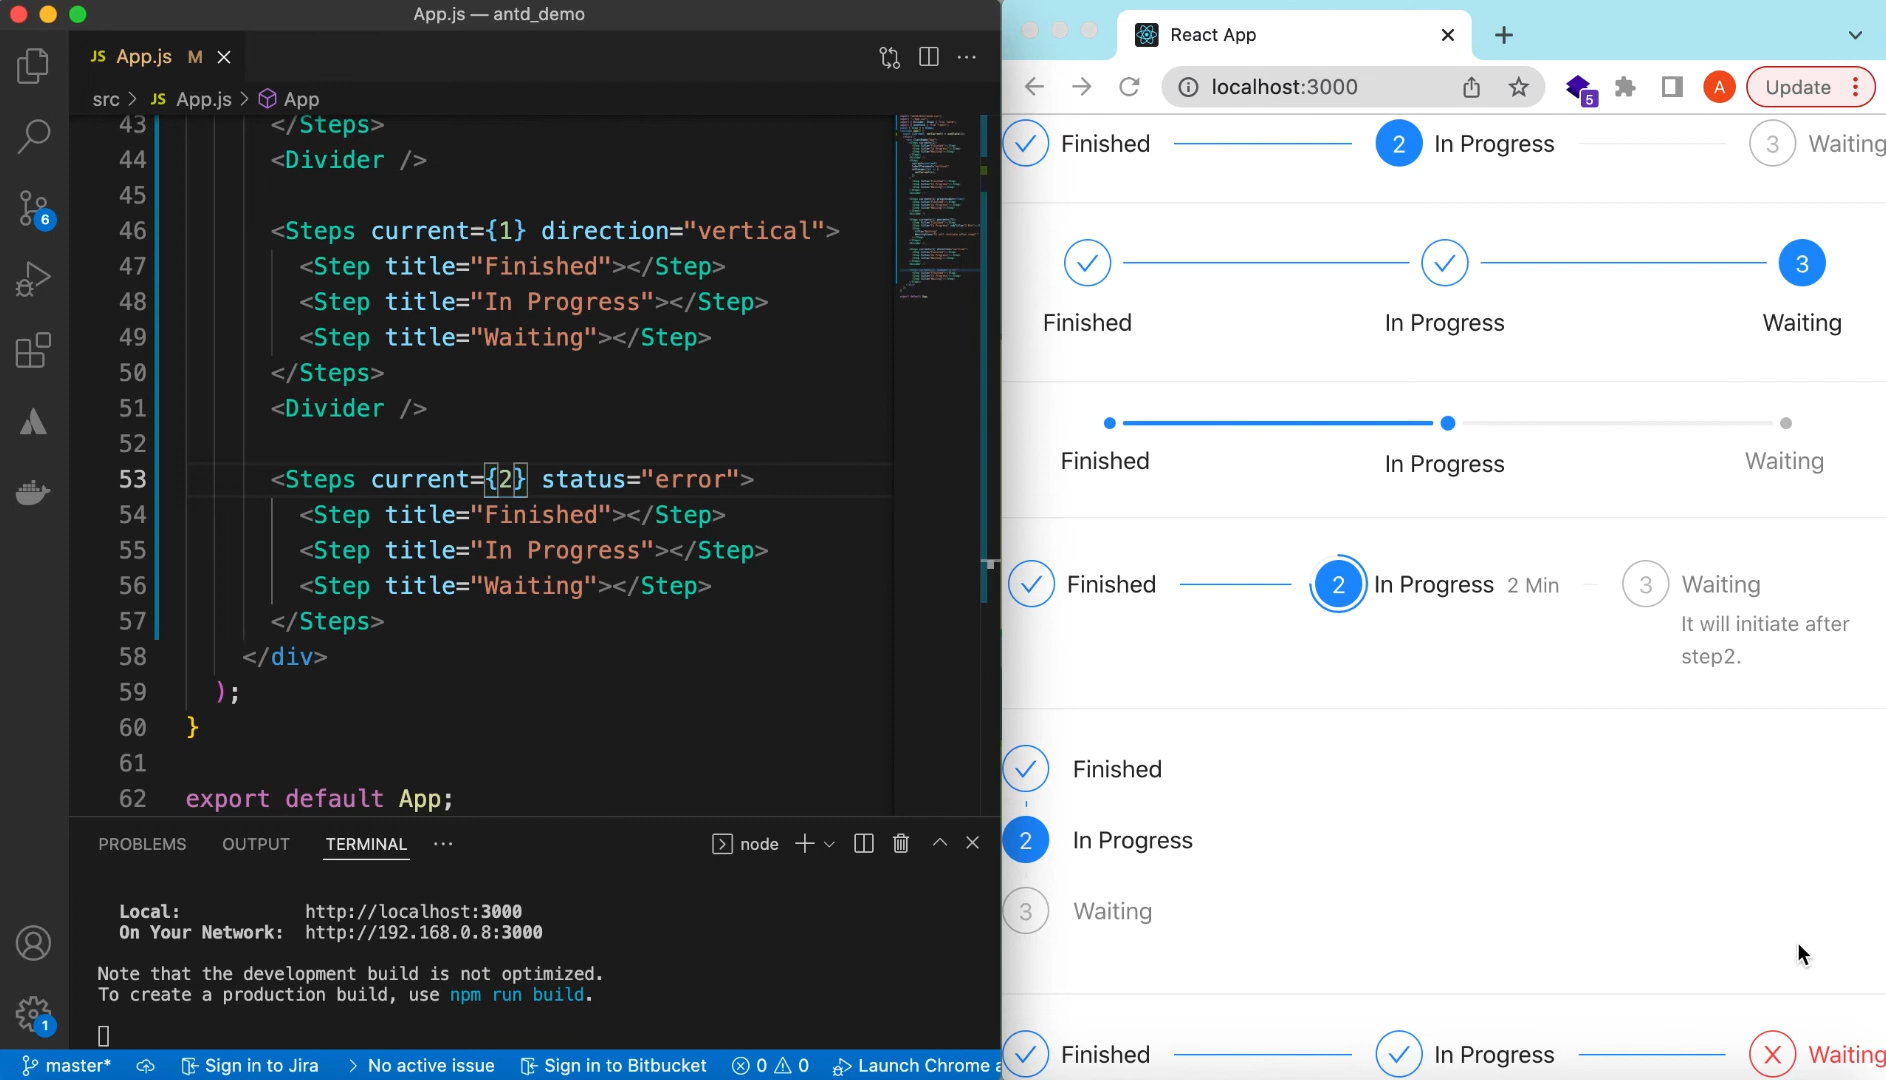 App.js — antd_demo
JS App.js M
src > JS App.js > App
43 </Steps>
44 <Divider />
45
46 <Steps current={1} direction="vertical">
47 <Step title="Finished"></Step>
48 <Step title="In Progress"></Step>
49 <Step title="Waiting"></Step>
50 </Steps>
51 <Divider />
52
53 <Steps current={2} status="error">
54 <Step title="Finished"></Step>
55 <Step title="In Progress"></Step>
56 <Step title="Waiting"></Step>
57 </Steps>
58 </div>
59 );
60 }
61
62 export default App;
6
1
PROBLEMS OUTPUT TERMINAL ··· node
Local: http://localhost:3000
On Your Network: http://192.168.0.8:3000
Note that the development build is not optimized.
To create a production build, use npm run build.
master* Sign in to Jira > No active issue Sign in to Bitbucket 0 0 Launch Chrome a
React App
localhost:3000 5 A Update
Finished 2 In Progress 3 Waiting
3
Finished In Progress Waiting
Finished In Progress Waiting
Finished 2 In Progress 2 Min 3 Waiting
It will initiate after
step2.
Finished
2 In Progress
3 Waiting
Finished In Progress Waiting